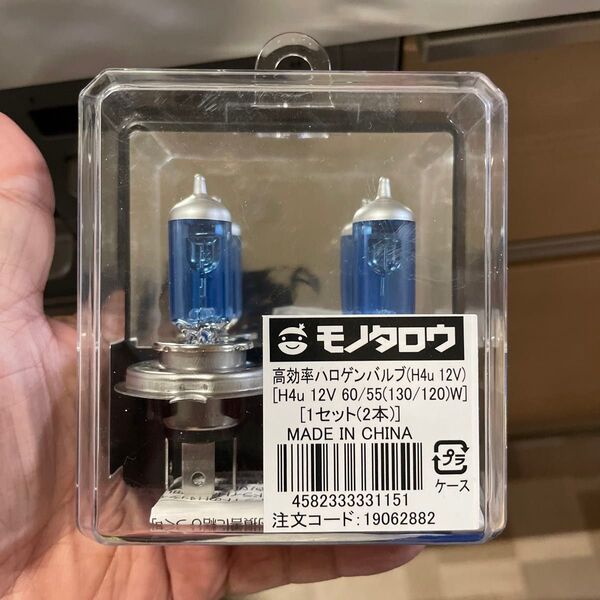 モノタロウ
高効率ハロゲンバルブ(H4u 12V)
[H4u 12V 60/55(130/120)W]
[1セット(2本)]
MADE IN CHINA
プラ
ケース
4582333331151
注文コード:19062882